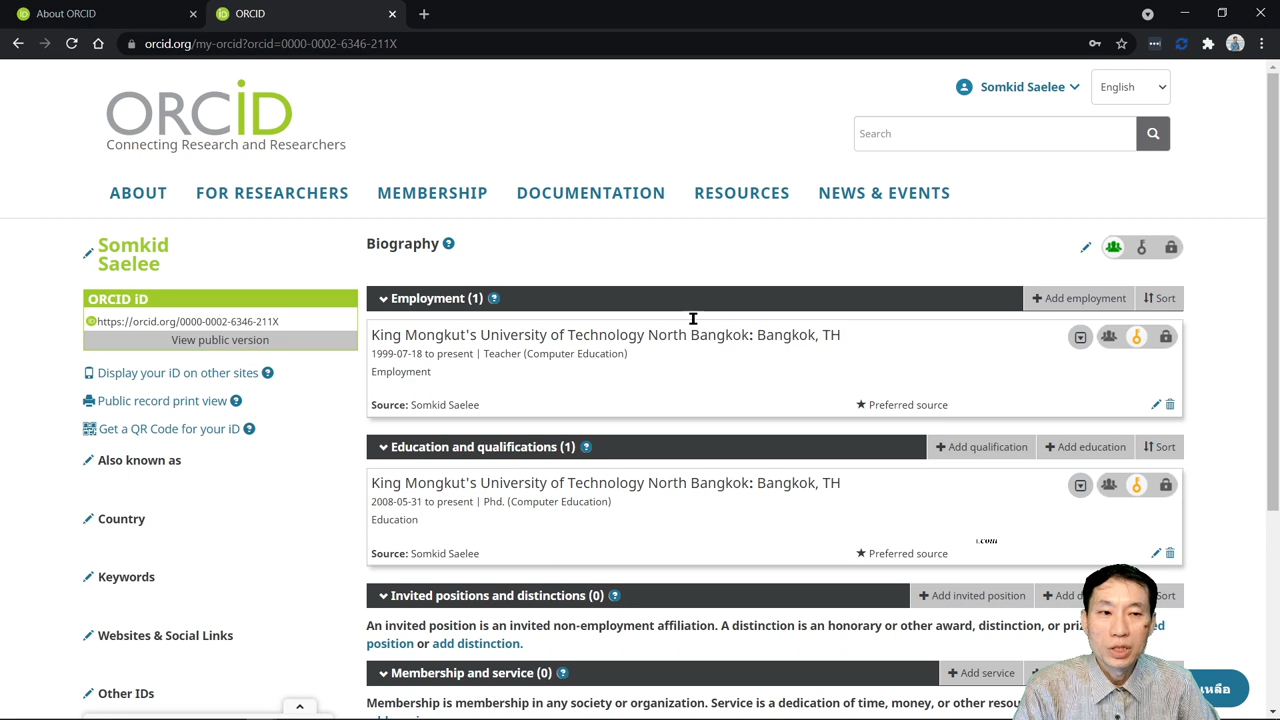 About ORCID
ORCID
orcid.org/my-orcid?orcid=0000-0002-6346-211X
ORCID
Connecting Research and Researchers
Somkid Saelee
English
Search
ABOUT
FOR RESEARCHERS
MEMBERSHIP
DOCUMENTATION
RESOURCES
NEWS & EVENTS
Somkid
Saelee
ORCID iD
https://orcid.org/0000-0002-6346-211X
View public version
Display your iD on other sites
Public record print view
Get a QR Code for your iD
Also known as
Country
Keywords
Websites & Social Links
Other IDs
Biography
Employment (1)
Add employment
Sort
King Mongkut's University of Technology North Bangkok: Bangkok, TH
1999-07-18 to present | Teacher (Computer Education)
Employment
Source: Somkid Saelee
Preferred source
Education and qualifications (1)
Add qualification
Add education
Sort
King Mongkut's University of Technology North Bangkok: Bangkok, TH
2008-05-31 to present | Phd. (Computer Education)
Education
.com
Source: Somkid Saelee
Preferred source
Invited positions and distinctions (0)
Add invited position
Add
Sort
An invited position is an invited non-employment affiliation. A distinction is an honorary or other award, distinction, or
position or add distinction.
Membership and service (0)
Add service
Membership is membership in any society or organization. Service is a dedication of time, money, or other